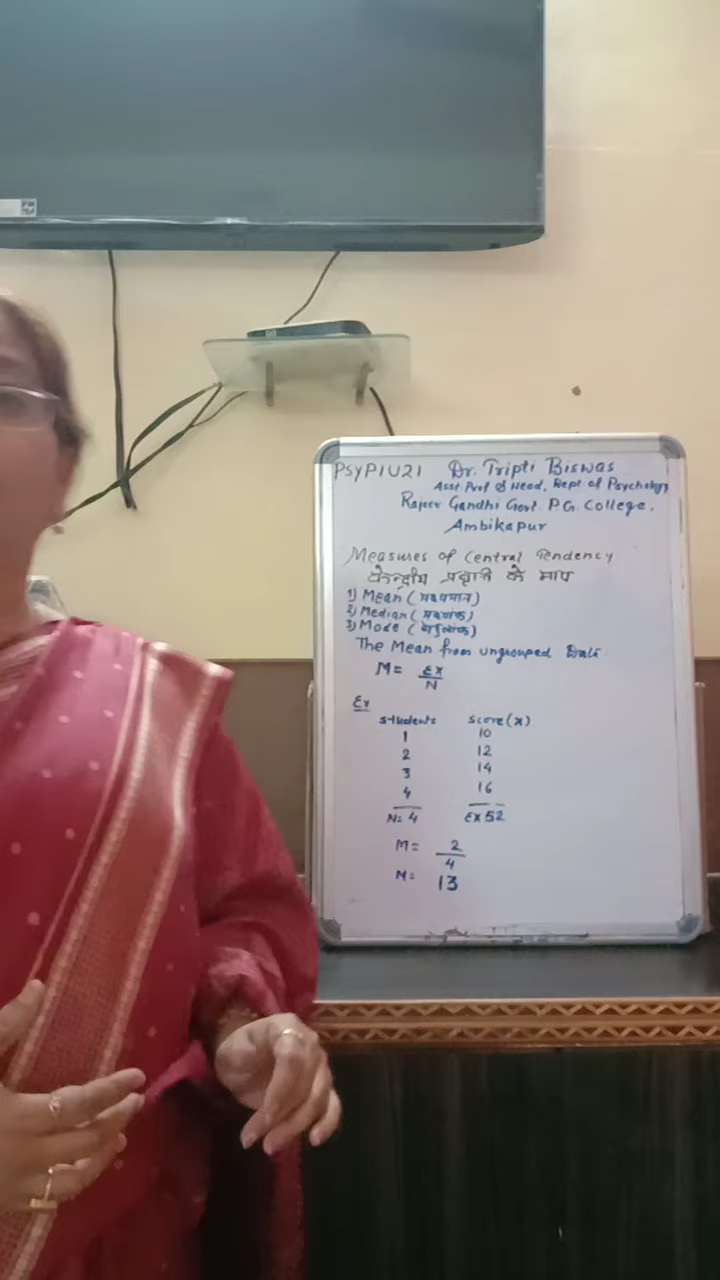 PSYPIU21 Dr. Tripti Biswas
Asst Prof & Head, Dept. of Psychology
Rajeev Gandhi Govt. P.G. College.
Ambikapur
Measures of Central Tendency
केन्द्रीय प्रवृत्ति के माप
1) Mean (मध्यमान)
2) Median (मध्यांक)
3) Mode (बहुलांक)
The Mean from Ungrouped Data
M = Σx
N
Ex
Students Score (x)
1 10
2 12
3 14
4 16
N = 4 Σx 52
M = 2
4
M = 13